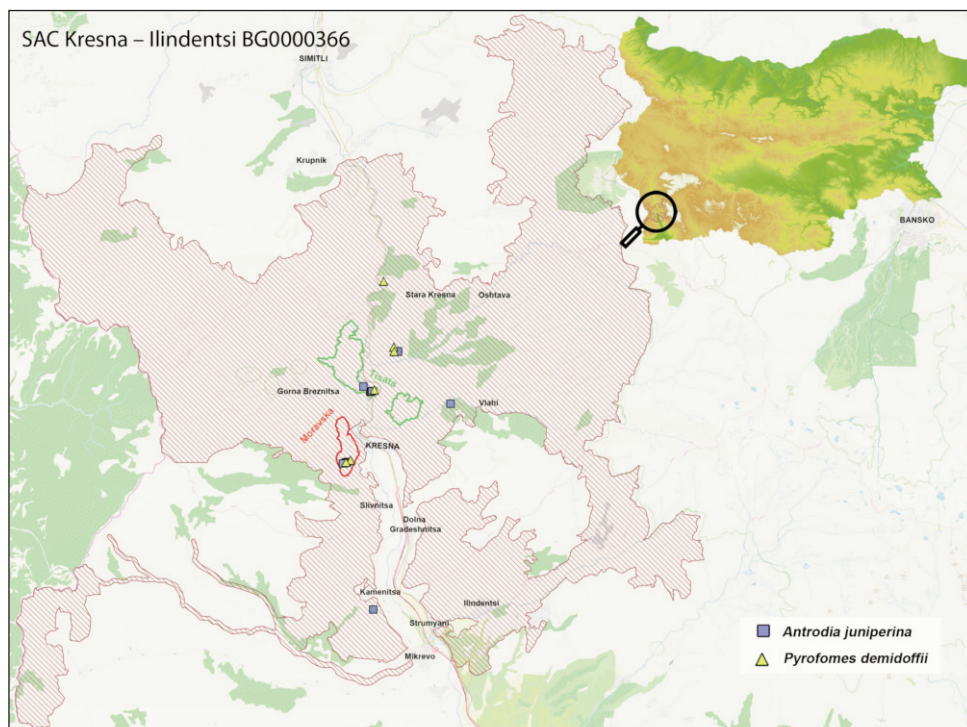 SAC Kresna – Ilindentsi BG0000366
SIMITLI
Krupnik
BANSKO
Stara Kresna
Oshtava
Tisata
Gorna Breznitsa
Vlahi
Moravska
KRESNA
Slivnitsa
Dolna
Gradeshnitsa
Kamenitsa
Ilindentsi
Strumyani
Mikrevo
Antrodia juniperina
Pyrofomes demidoffii